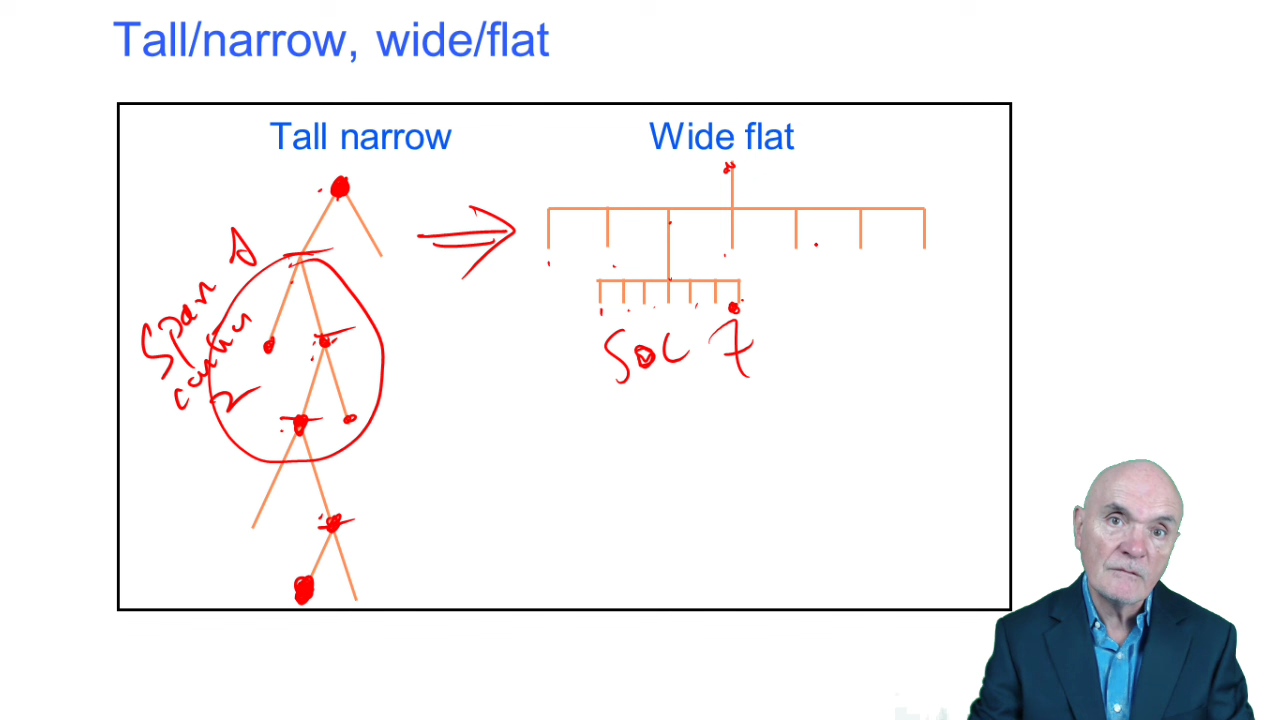 Tall/narrow, wide/flat
Tall narrow
Wide flat
Span
2
SoC 7